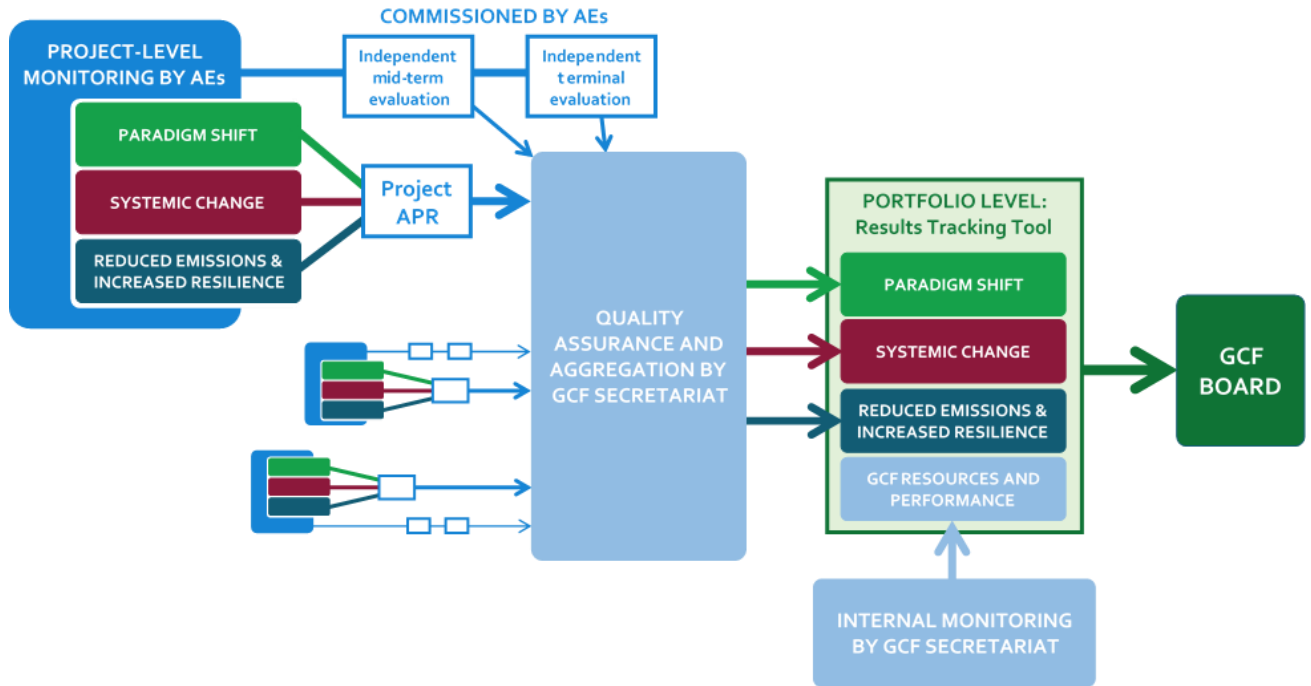 COMMISSIONED BY AEs
PROJECT-LEVEL
MONITORING BY AEs
Independent
mid-term
evaluation
Independent
t erminal
evaluation
PARADIGM SHIFT
SYSTEMIC CHANGE
REDUCED EMISSIONS &
INCREASED RESILIENCE
Project
APR
QUALITY
ASSURANCE AND
AGGREGATION BY
GCF SECRETARIAT
PORTFOLIO LEVEL:
Results Tracking Tool
PARADIGM SHIFT
SYSTEMIC CHANGE
REDUCED EMISSIONS &
INCREASED RESILIENCE
GCF RESOURCES AND
PERFORMANCE
GCF
BOARD
INTERNAL MONITORING
BY GCF SECRETARIAT